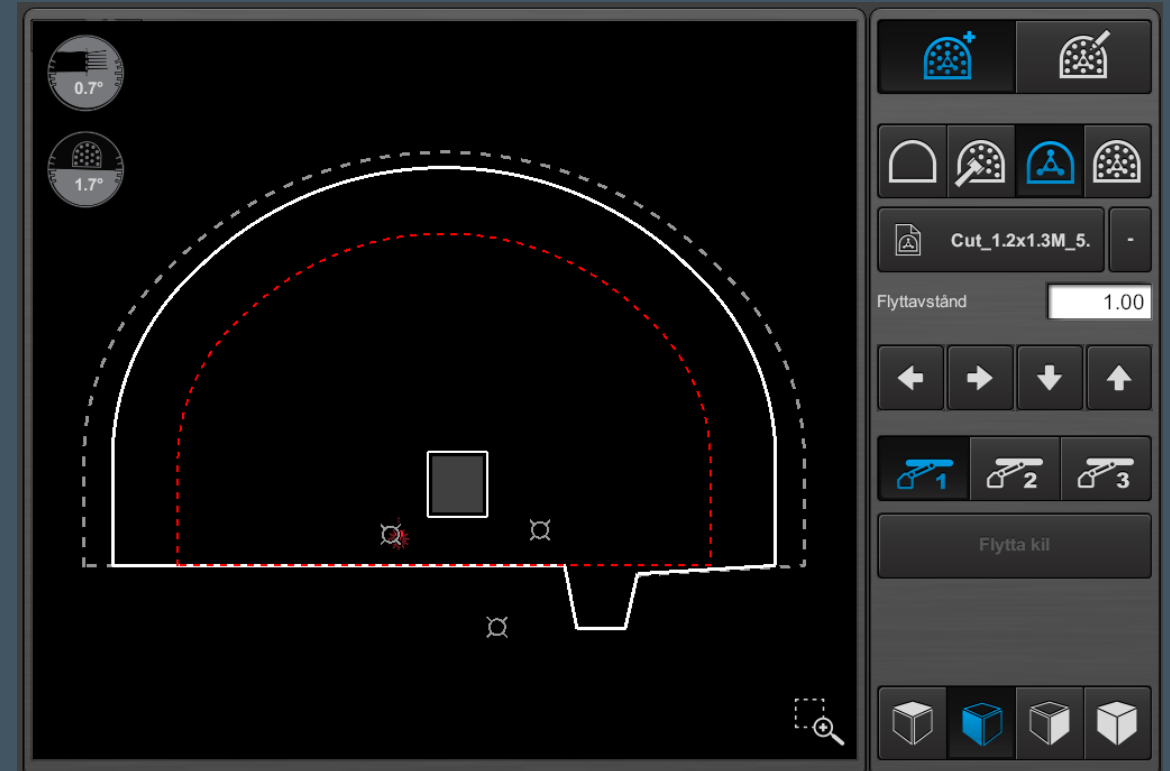 0.7°
1.7°
Cut_1.2x1.3M_5.
-
Flyttavstånd
1.00
1
2
3
Flytta kil